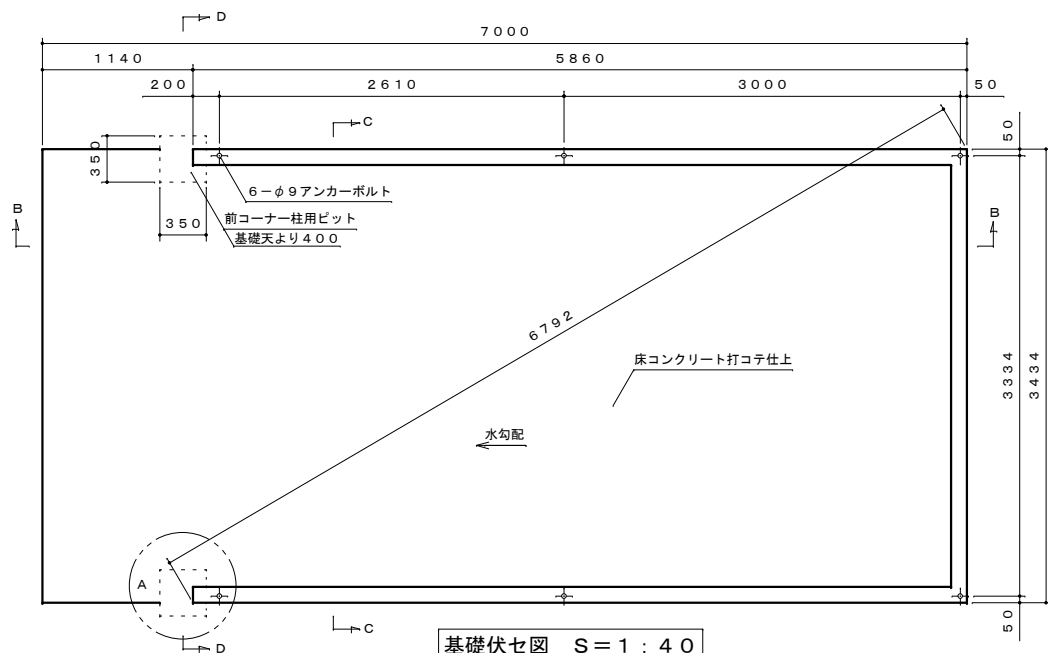 D
7000
1140
5860
200
2610
3000
50
C
50
350
6-φ9アンカーボルト
前コーナー柱用ピット
350
基礎天より400
B
B
6792
床コンクリート打コテ仕上
3334
3434
水勾配
A
50
C
D
基礎伏セ図 S=1:40